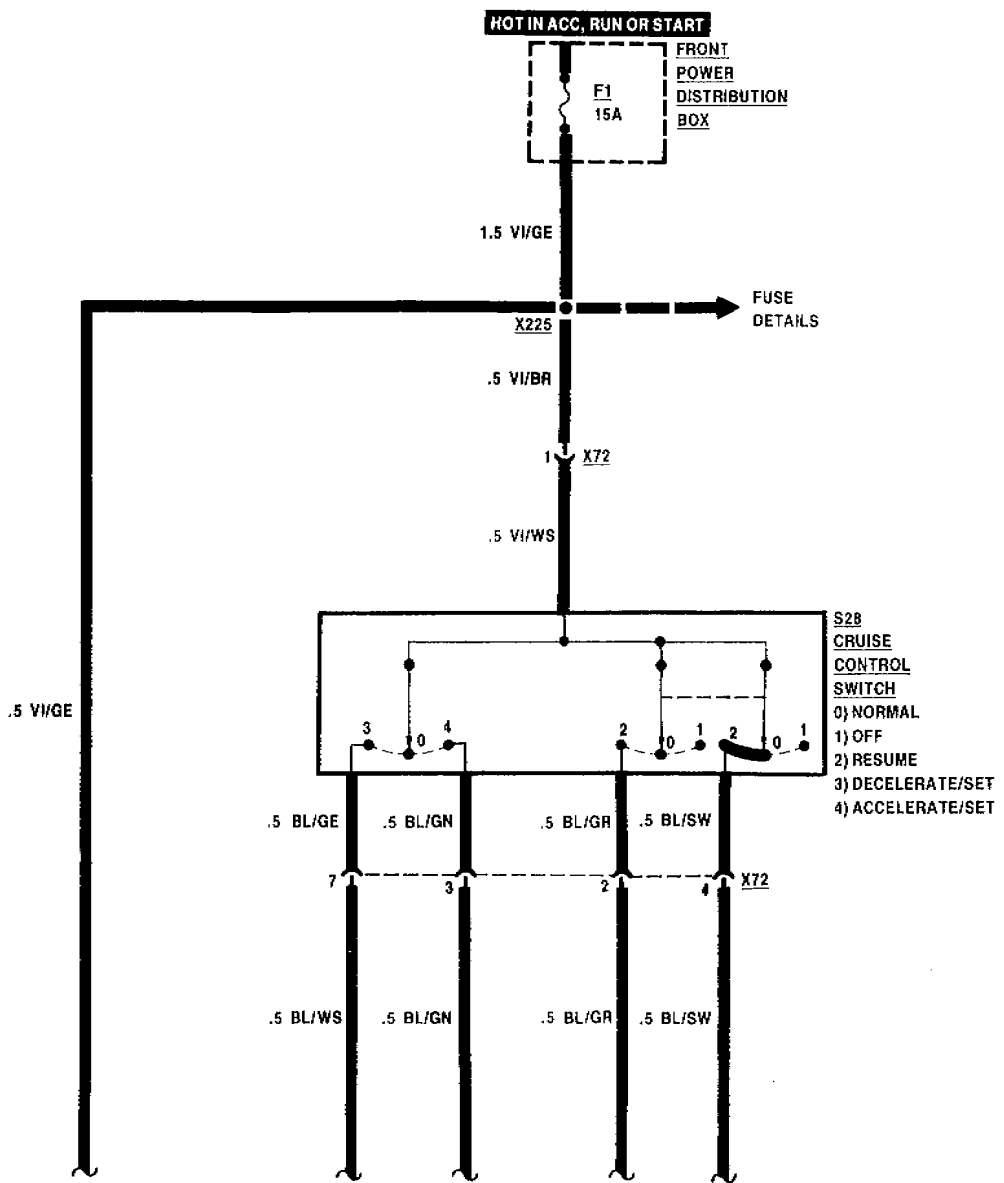 HOT IN ACC, RUN OR START
FRONT
POWER
DISTRIBUTION
BOX
F1
15A
1.5 VI/GE
X225
FUSE
DETAILS
.5 VI/BR
1
X72
.5 VI/WS
S28
CRUISE
CONTROL
SWITCH
0) NORMAL
1) OFF
2) RESUME
3) DECELERATE/SET
4) ACCELERATE/SET
.5 VI/GE
3
0
4
2
0
1
2
0
1
.5 BL/GE
.5 BL/GN
.5 BL/GR
.5 BL/SW
7
3
2
4
X72
.5 BL/WS
.5 BL/GN
.5 BL/GR
.5 BL/SW